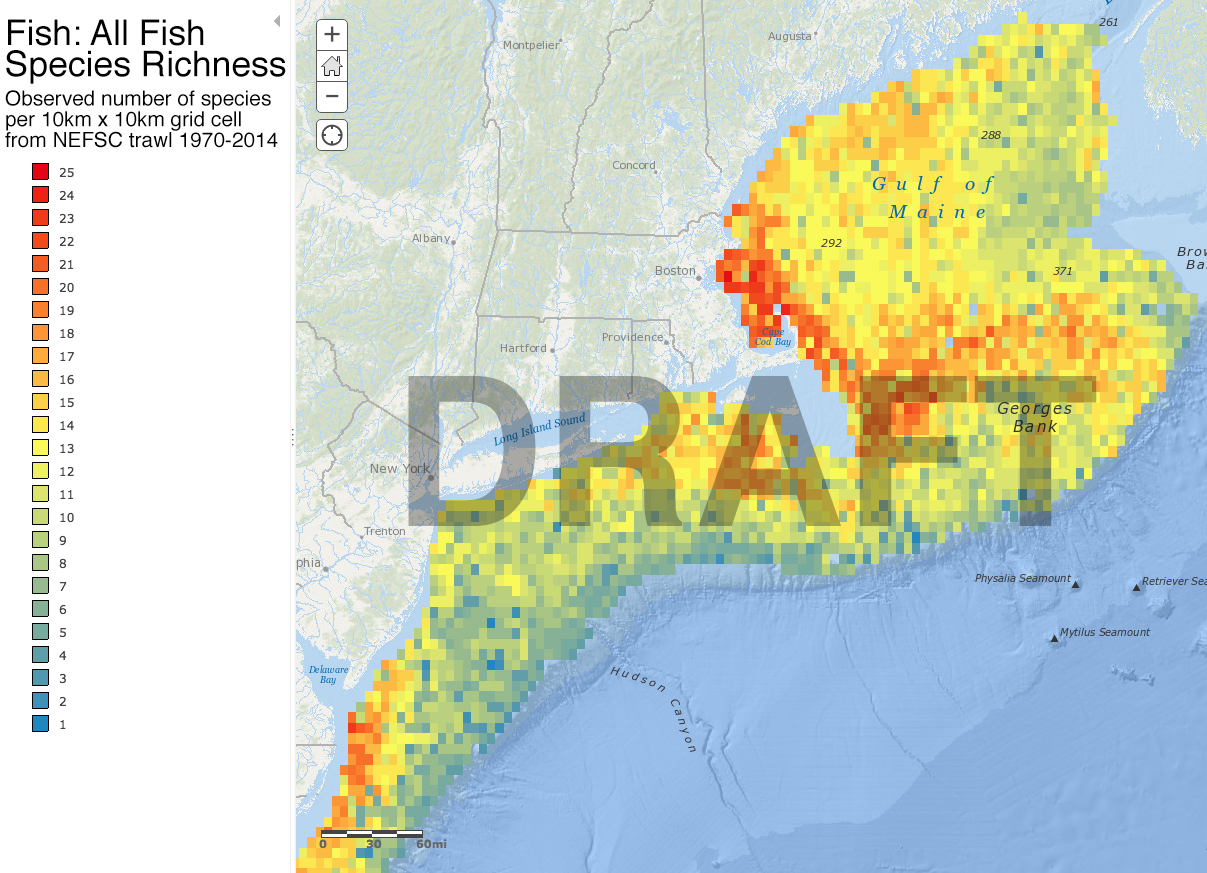 Fish: All Fish
Species Richness
Observed number of species
per 10km x 10km grid cell
from NEFSC trawl 1970-2014
25
24
23
22
21
20
19
18
17
16
15
14
13
12
11
10
9
8
7
6
5
4
3
2
1
+
−
Montpelier
Augusta
261
288
Concord
Gulf of
Maine
Albany
292
Brow
Ba
Boston
371
Cape
Cod Bay
Hartford
Providence
DRAFT
Georges
Bank
Long Island Sound
New York
Trenton
phia
Physalia Seamount
Retriever Sea
Mytilus Seamount
Delaware
Bay
Hudson Canyon
0 30 60mi